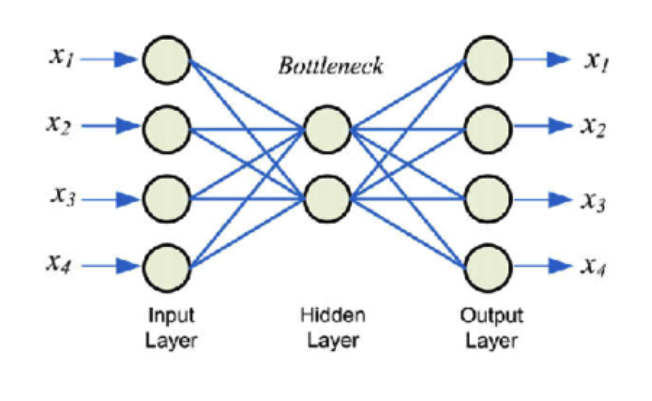 x1 Bottleneck x1
x2 x2
x3 x3
x4 x4
Input Hidden Output
Layer Layer Layer